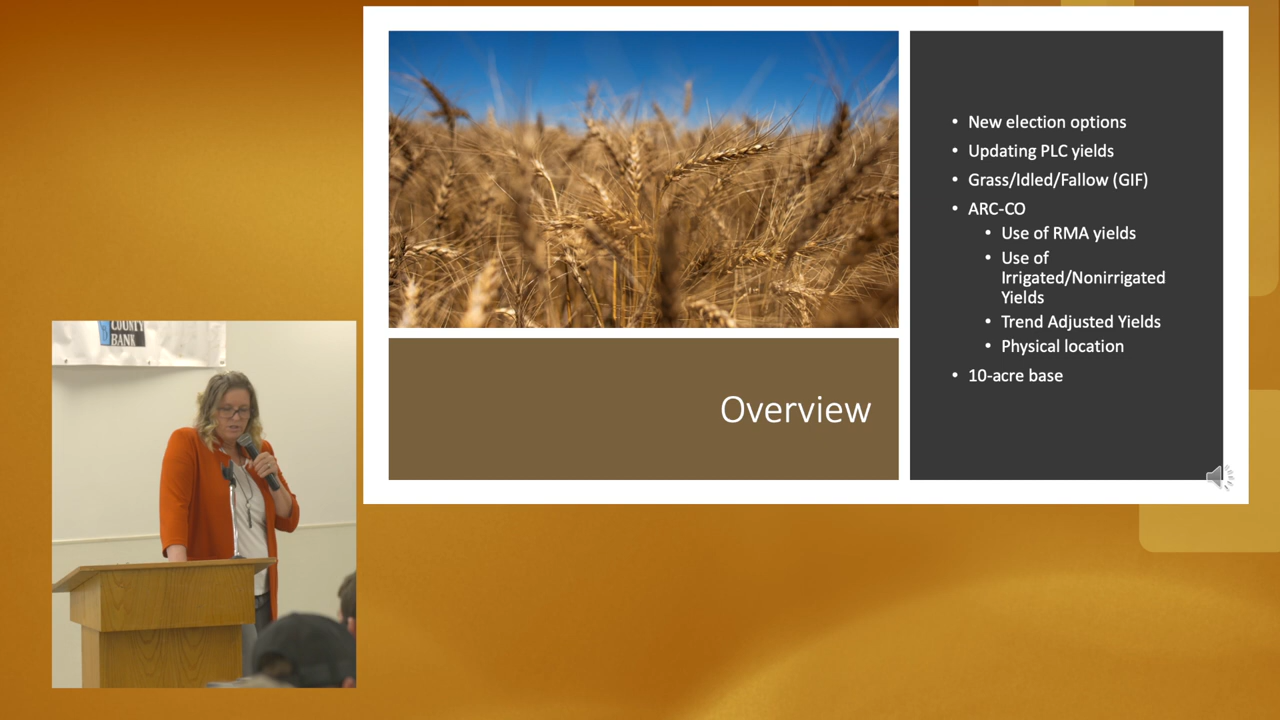 COUNTY
BANK
New election options
Updating PLC yields
Grass/Idled/Fallow (GIF)
ARC-CO
Use of RMA yields
Use of
Irrigated/Nonirrigated
Yields
Trend Adjusted Yields
Physical location
10-acre base
Overview